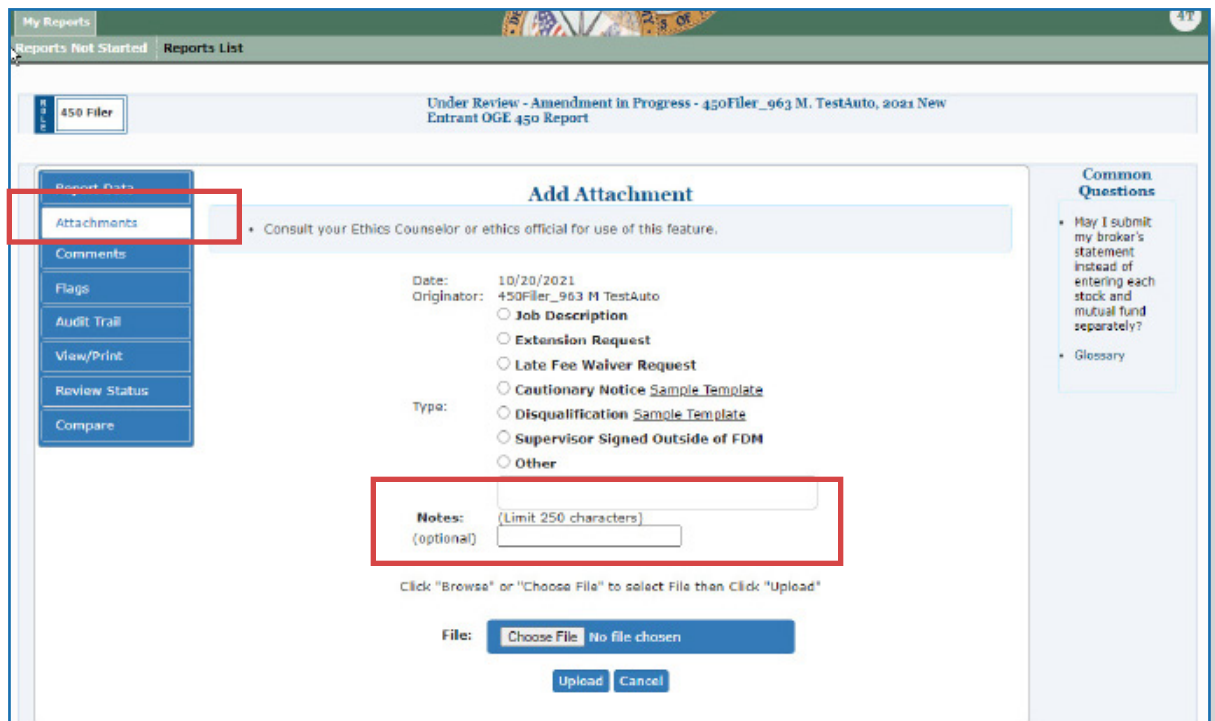 My Reports
4T
Reports Not Started Reports List
ROLE
450 Filer
Under Review - Amendment in Progress - 450Filer_963 M. TestAuto, 2021 New
Entrant OGE 450 Report
Report Data
Attachments
Comments
Flags
Audit Trail
View/Print
Review Status
Compare
Add Attachment
• Consult your Ethics Counselor or ethics official for use of this feature.
Date: 10/20/2021
Originator: 450Filer_963 M TestAuto
Type:
Job Description
Extension Request
Late Fee Waiver Request
Cautionary Notice Sample Template
Disqualification Sample Template
Supervisor Signed Outside of FDM
Other
Notes: (Limit 250 characters)
(optional)
Click "Browse" or "Choose File" to select File then Click "Upload"
File: Choose File No file chosen
Upload Cancel
Common
Questions
• May I submit
my broker's
statement
instead of
entering each
stock and
mutual fund
separately?
• Glossary